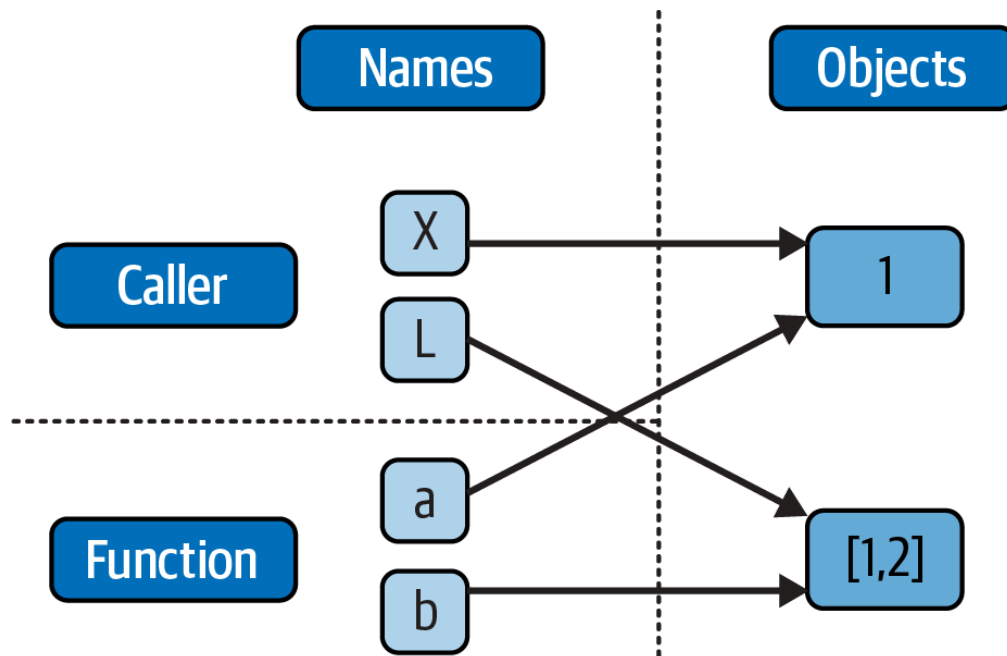 Names
Objects
X
Caller
1
L
a
Function
[1,2]
b